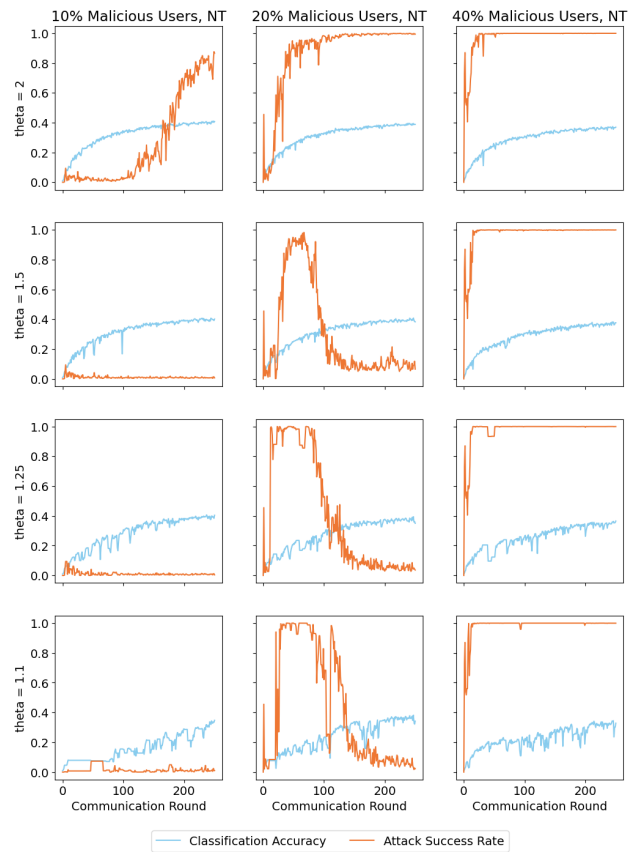 10% Malicious Users, NT
20% Malicious Users, NT
40% Malicious Users, NT
theta = 2
1.0
0.8
0.6
0.4
0.2
0.0
0
100
200
0
100
200
0
100
200
theta = 1.5
1.0
0.8
0.6
0.4
0.2
0.0
theta = 1.25
1.0
0.8
0.6
0.4
0.2
0.0
theta = 1.1
1.0
0.8
0.6
0.4
0.2
0.0
Communication Round
Communication Round
Communication Round
Classification Accuracy
Attack Success Rate